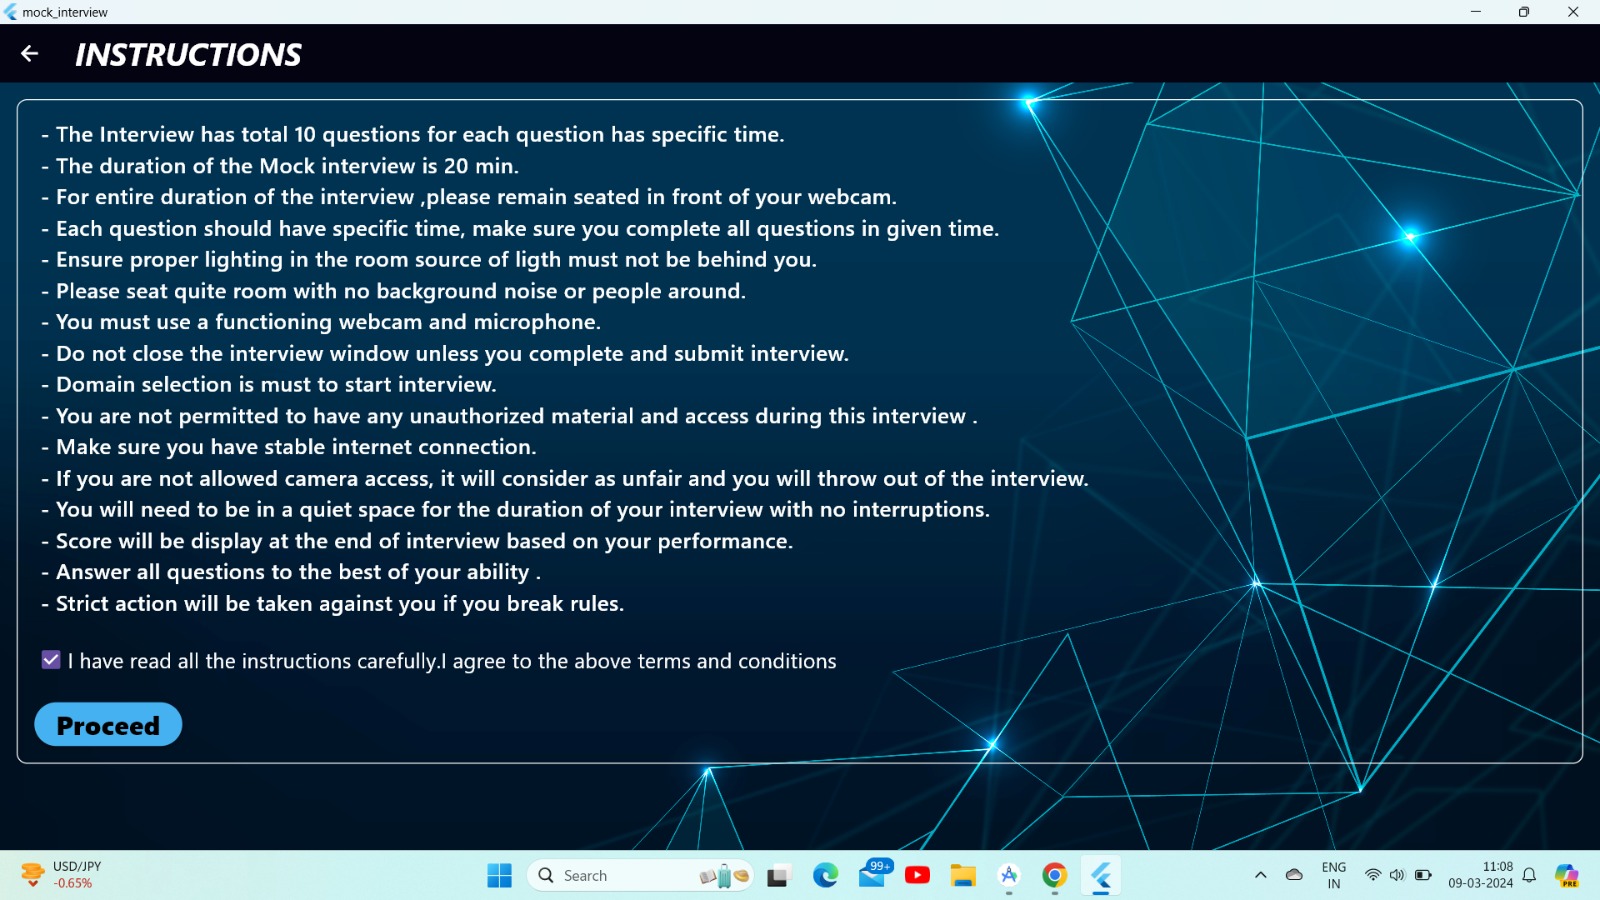 mock_interview
INSTRUCTIONS
- The Interview has total 10 questions for each question has specific time.
- The duration of the Mock interview is 20 min.
- For entire duration of the interview ,please remain seated in front of your webcam.
- Each question should have specific time, make sure you complete all questions in given time.
- Ensure proper lighting in the room source of ligth must not be behind you.
- Please seat quite room with no background noise or people around.
- You must use a functioning webcam and microphone.
- Do not close the interview window unless you complete and submit interview.
- Domain selection is must to start interview.
- You are not permitted to have any unauthorized material and access during this interview .
- Make sure you have stable internet connection.
- If you are not allowed camera access, it will consider as unfair and you will throw out of the interview.
- You will need to be in a quiet space for the duration of your interview with no interruptions.
- Score will be display at the end of interview based on your performance.
- Answer all questions to the best of your ability .
- Strict action will be taken against you if you break rules.
I have read all the instructions carefully.I agree to the above terms and conditions
Proceed
USD/JPY
-0.65%
Search
99+
ENG
IN
11:08
09-03-2024
PRE